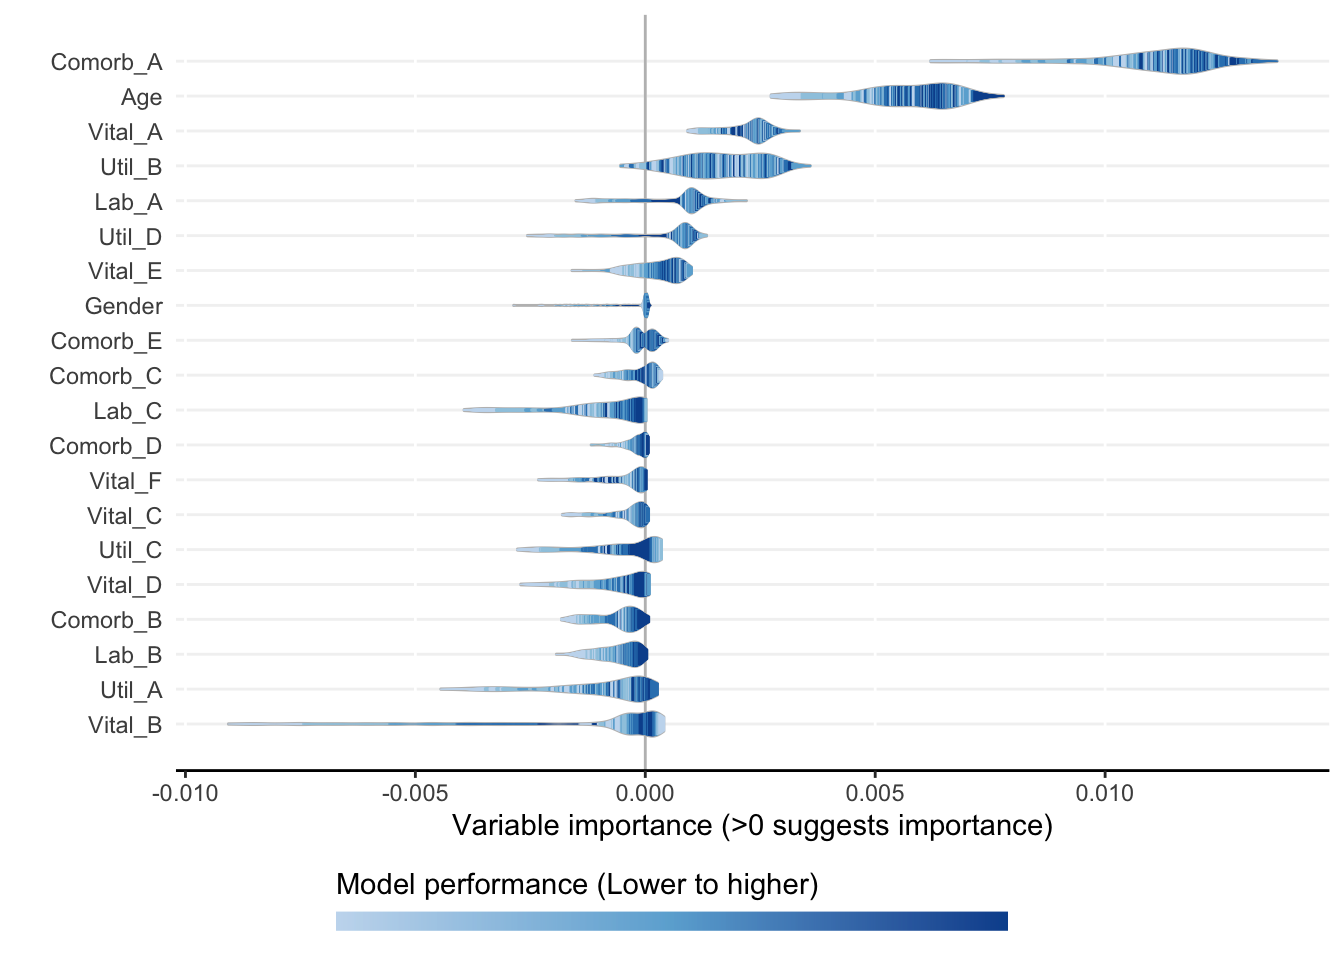 Comorb_A
Age
Vital_A
Util_B
Lab_A
Util_D
Vital_E
Gender
Comorb_E
Comorb_C
Lab_C
Comorb_D
Vital_F
Vital_C
Util_C
Vital_D
Comorb_B
Lab_B
Util_A
Vital_B
-0.010 -0.005 0.000 0.005 0.010
Variable importance (>0 suggests importance)
Model performance (Lower to higher)